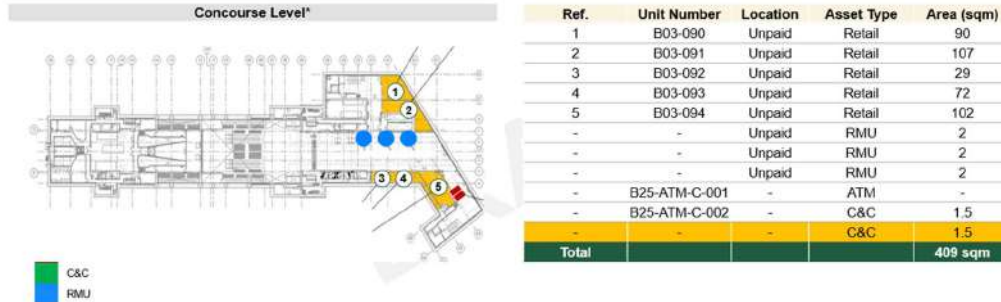 Concourse Level^
1
2
3
4
5
C&C
RMU
Ref. Unit Number Location Asset Type Area (sqm)
1 B03-090 Unpaid Retail 90
2 B03-091 Unpaid Retail 107
3 B03-092 Unpaid Retail 29
4 B03-093 Unpaid Retail 72
5 B03-094 Unpaid Retail 102
- - Unpaid RMU 2
- - Unpaid RMU 2
- - Unpaid RMU 2
- B25-ATM-C-001 - ATM -
- B25-ATM-C-002 - C&C 1.5
- - - C&C 1.5
Total 409 sqm